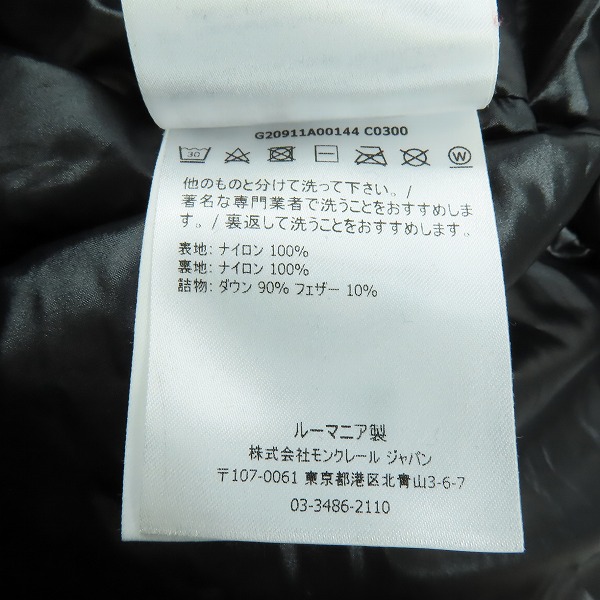 G20911A00144 C0300
30
W
他のものと分けて洗って下さい。/
著名な専門業者で洗うことをおすすめしま
す。/ 裏返して洗うことをおすすめします。
表地: ナイロン 100%
裏地: ナイロン 100%
詰物: ダウン 90% フェザー 10%
ルーマニア製
株式会社モンクレール ジャパン
〒107-0061 東京都港区北青山3-6-7
03-3486-2110